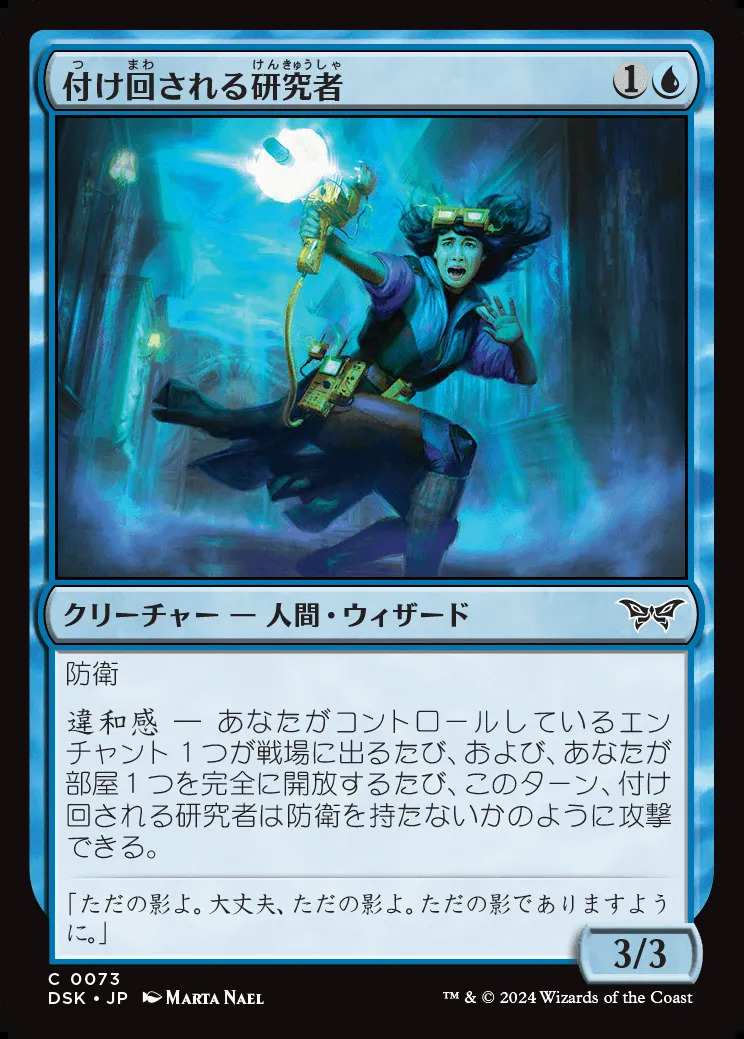 つ まわ けんきゅうしゃ
付け回される研究者 1
クリーチャー — 人間・ウィザード
防衛
違和感 — あなたがコントロールしているエン
チャント１つが戦場に出るたび、および、あなたが
部屋１つを完全に開放するたび、このターン、付け
回される研究者は防衛を持たないかのように攻撃
できる。
「ただの影よ。大丈夫、ただの影よ。ただの影でありますよう
に。」
3/3
C 0073
DSK • JP Marta Nael
™ & © 2024 Wizards of the Coast